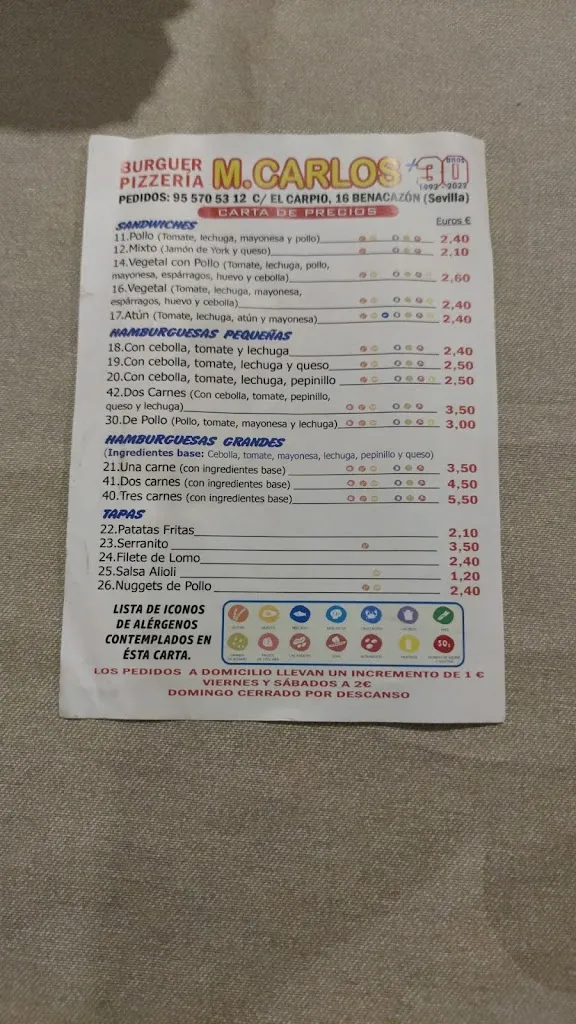 BURGUER
PIZZERÍA
M.CARLOS
+30
años
1992 - 2022
PEDIDOS: 95 570 53 12 C/ EL CARPIO, 16 BENACAZÓN (Sevilla)
CARTA DE PRECIOS
Euros €
SANDWICHES
11.Pollo (Tomate, lechuga, mayonesa y pollo) 2,40
12.Mixto (Jamón de York y queso) 2,10
14.Vegetal con Pollo (Tomate, lechuga, pollo,
mayonesa, espárragos, huevo y cebolla) 2,60
16.Vegetal (Tomate, lechuga, mayonesa,
espárragos, huevo y cebolla) 2,40
17.Atún (Tomate, lechuga, atún y mayonesa) 2,40
HAMBURGUESAS PEQUEÑAS
18.Con cebolla, tomate y lechuga 2,40
19.Con cebolla, tomate, lechuga y queso 2,50
20.Con cebolla, tomate, lechuga, pepinillo 2,50
42.Dos Carnes (Con cebolla, tomate, pepinillo,
queso y lechuga) 3,50
30.De Pollo (Pollo, tomate, mayonesa y lechuga) 3,00
HAMBURGUESAS GRANDES
(Ingredientes base: Cebolla, tomate, mayonesa, lechuga, pepinillo y queso)
21.Una carne (con ingredientes base) 3,50
41.Dos carnes (con ingredientes base) 4,50
40.Tres carnes (con ingredientes base) 5,50
TAPAS
22.Patatas Fritas 2,10
23.Serranito 3,50
24.Filete de Lomo 2,40
25.Salsa Alioli 1,20
26.Nuggets de Pollo 2,40
LISTA DE ICONOS
DE ALÉRGENOS
CONTEMPLADOS EN
ÉSTA CARTA.
LOS PEDIDOS A DOMICILIO LLEVAN UN INCREMENTO DE 1 €
VIERNES Y SÁBADOS A 2€
DOMINGO CERRADO POR DESCANSO